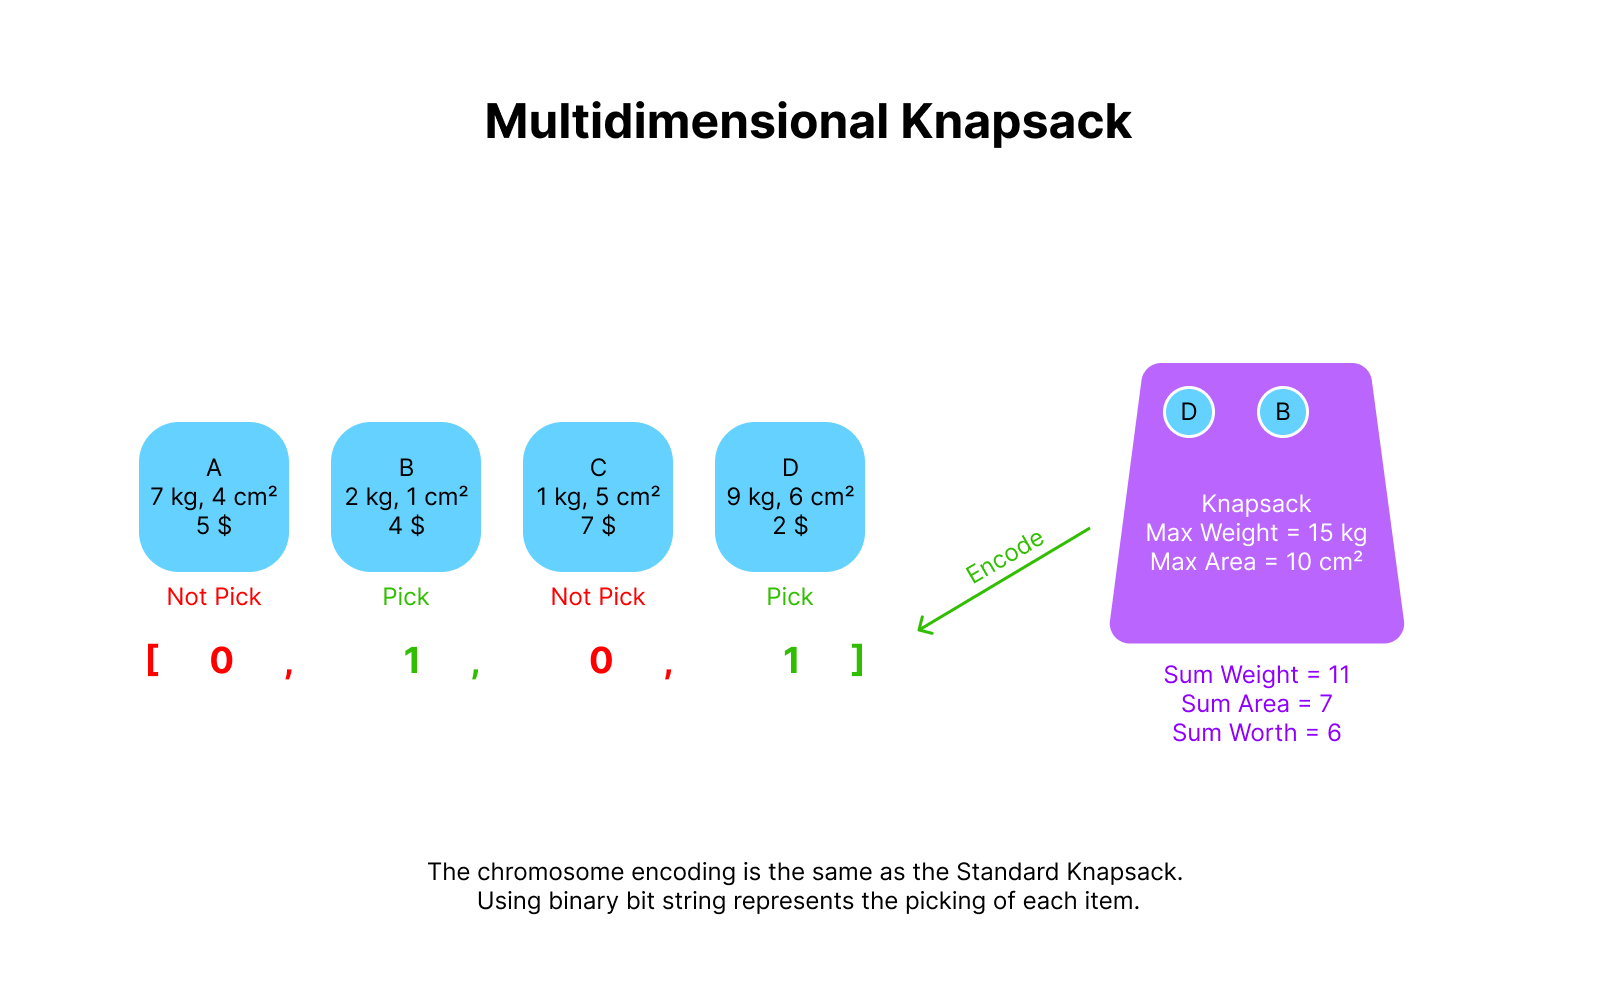 Multidimensional Knapsack
A
7 kg, 4 cm²
5 $
B
2 kg, 1 cm²
4 $
C
1 kg, 5 cm²
7 $
D
9 kg, 6 cm²
2 $
Not Pick
Pick
Not Pick
Pick
[ 0 , 1 , 0 , 1 ]
Encode
D
B
Knapsack
Max Weight = 15 kg
Max Area = 10 cm²
Sum Weight = 11
Sum Area = 7
Sum Worth = 6
The chromosome encoding is the same as the Standard Knapsack.
Using binary bit string represents the picking of each item.